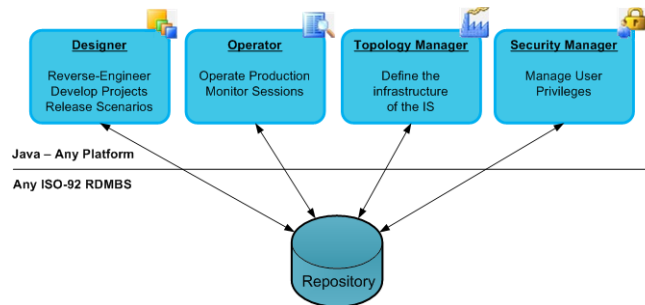 Designer
Reverse-Engineer
Develop Projects
Release Scenarios
Operator
Operate Production
Monitor Sessions
Topology Manager
Define the
infrastructure
of the IS
Security Manager
Manage User
Privileges
Java – Any Platform
Any ISO-92 RDMBS
Repository